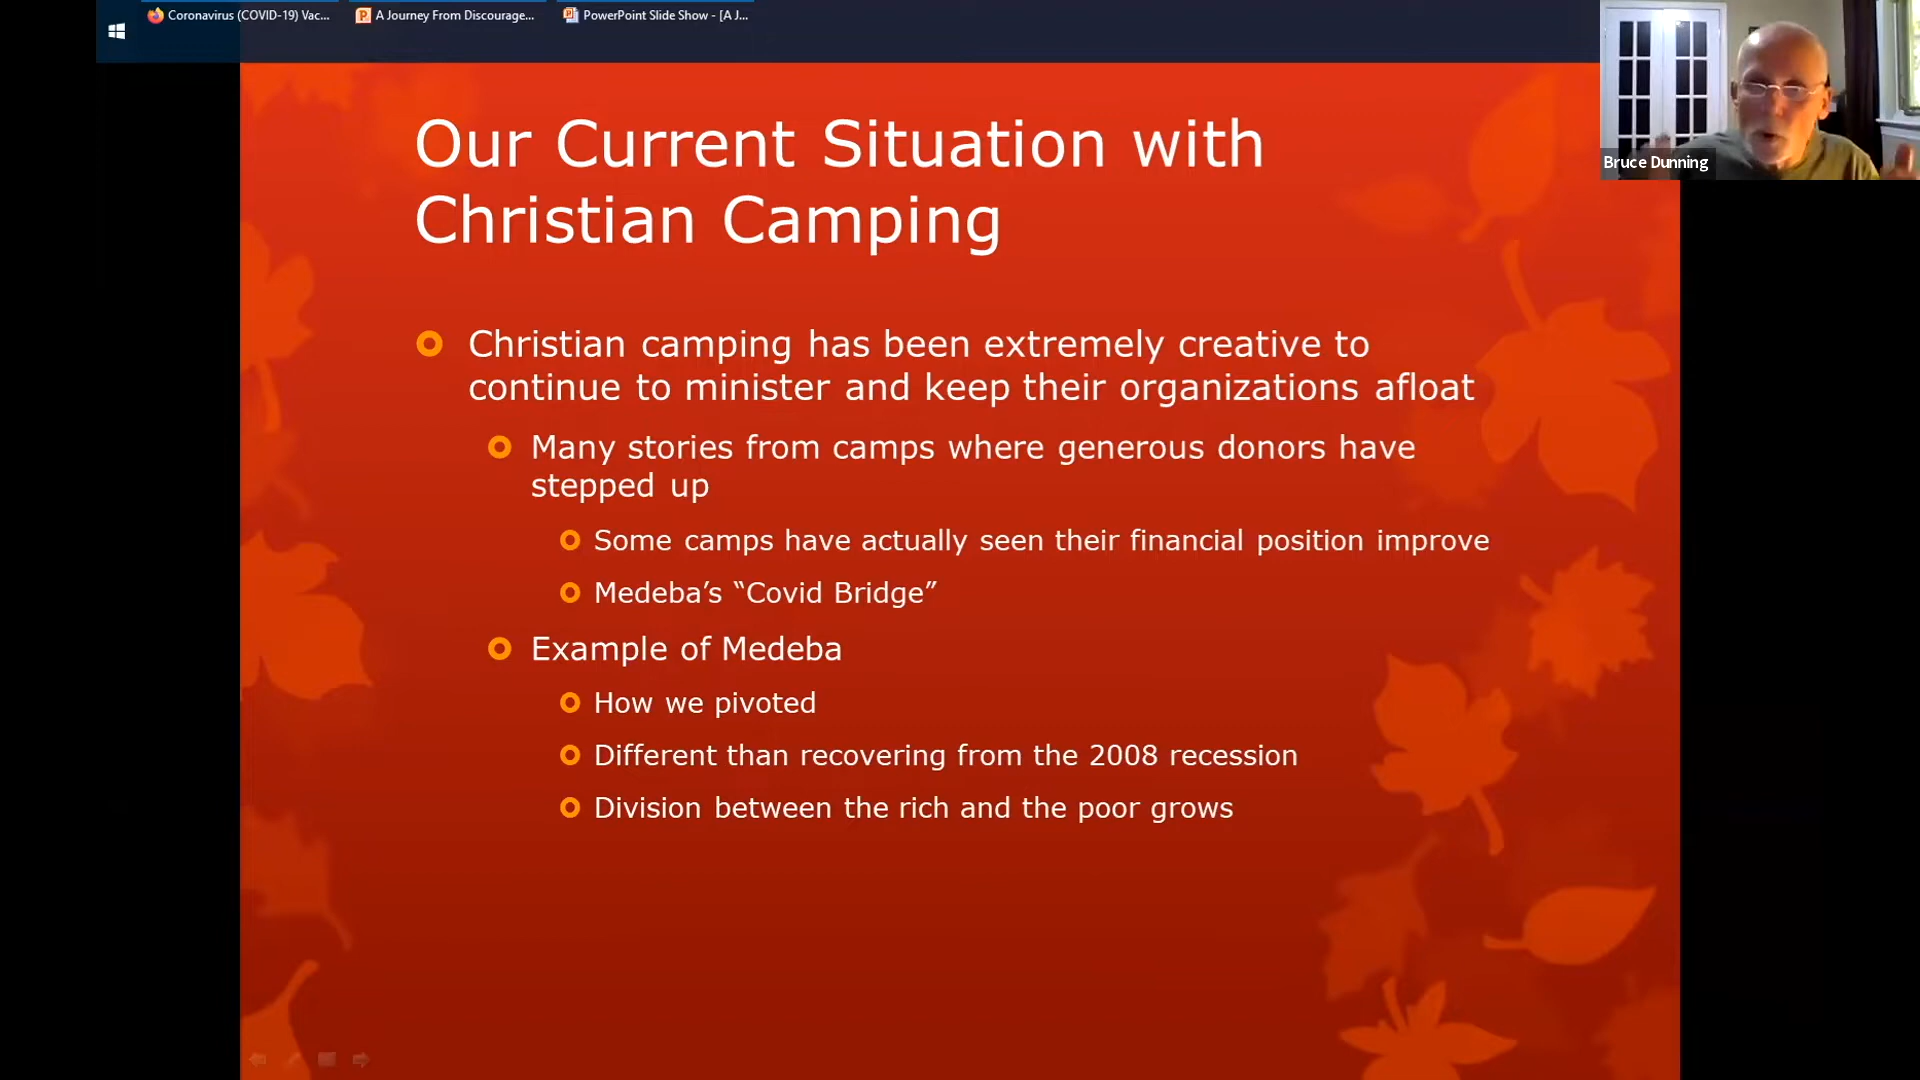 Coronavirus (COVID-19) Vac...
A Journey From Discourage...
PowerPoint Slide Show - [A J...
Bruce Dunning
Our Current Situation with
Christian Camping
Christian camping has been extremely creative to
continue to minister and keep their organizations afloat
Many stories from camps where generous donors have
stepped up
Some camps have actually seen their financial position improve
Medeba’s “Covid Bridge”
Example of Medeba
How we pivoted
Different than recovering from the 2008 recession
Division between the rich and the poor grows